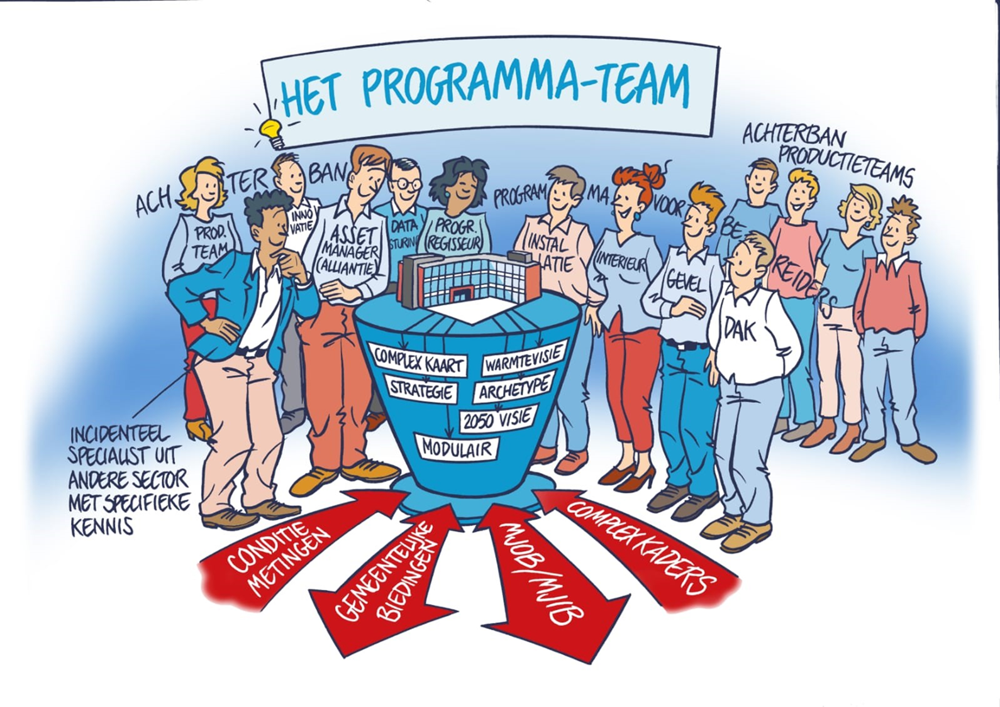 HET PROGRAMMA-TEAM
ACHTERBAN
PRODUCTIETEAMS
ACH TER BAN
PROGRAMMA VOOR
BE
REIDERS
PROD.
TEAM
INNO
VATIE
ASSET
MANAGER
(ALLIANTIE)
DATA
STURING
PROGR.
REGISSEUR
INSTAL
LATIE
INTERIEUR
GEVEL
DAK
COMPLEX KAART
STRATEGIE
MODULAIR
WARMTEVISIE
ARCHETYPE
2050 VISIE
INCIDENTEEL
SPECIALIST UIT
ANDERE SECTOR
MET SPECIFIEKE
KENNIS
CONDITIE
METINGEN
GEMEENTELIJKE
BIEDINGEN
MJOB/MJIB
COMPLEX KADERS